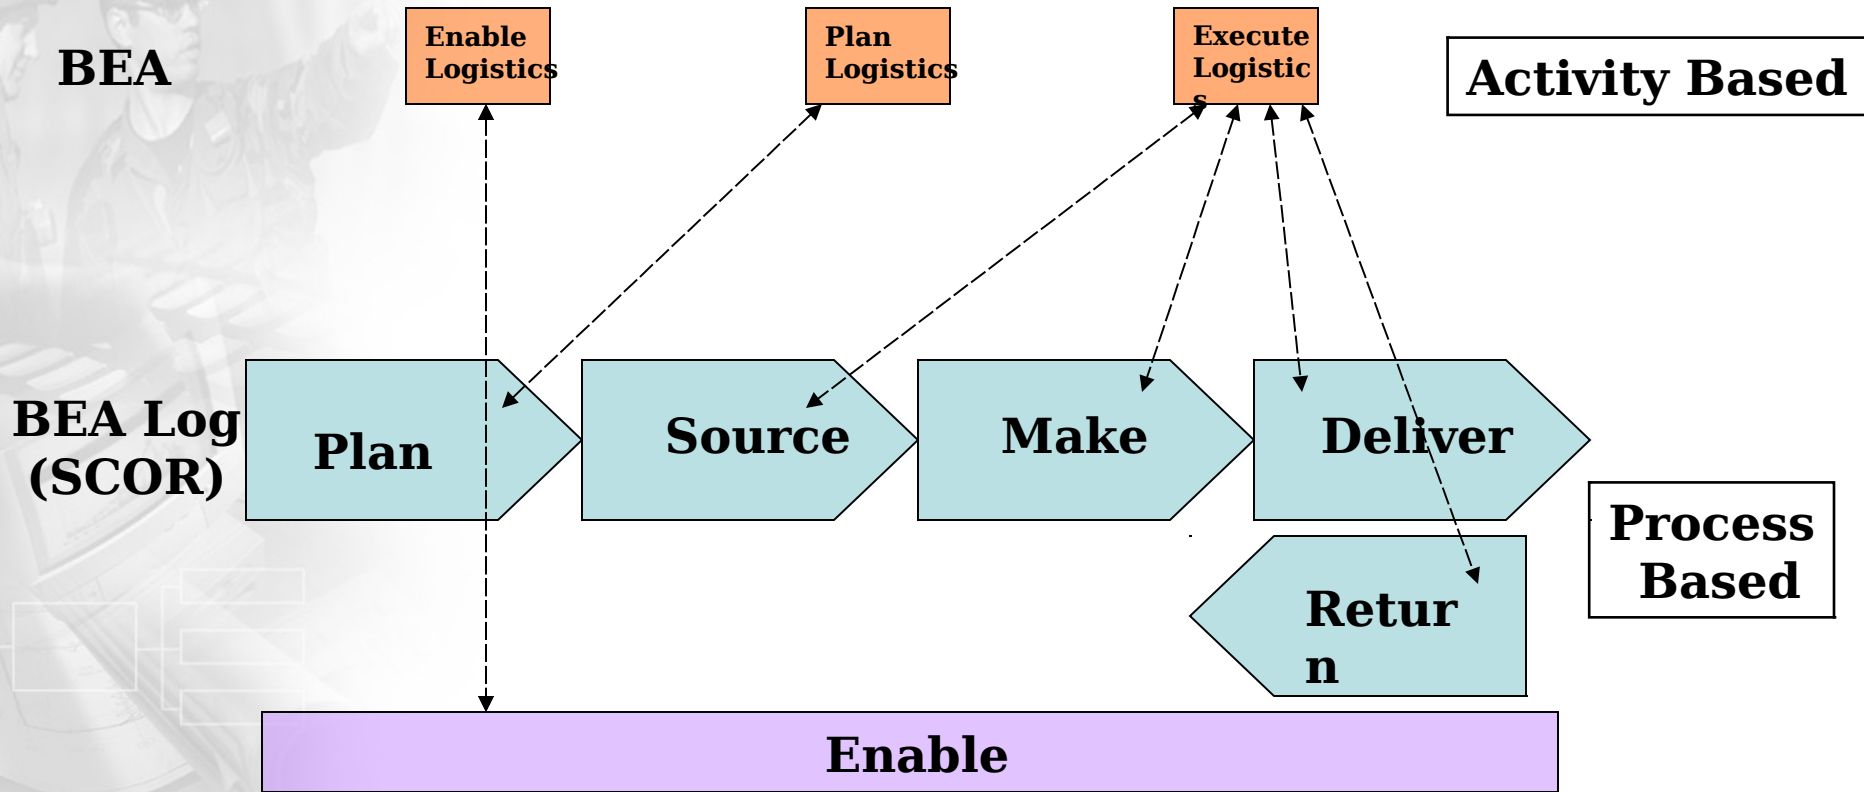 BEA
Enable
Logistics
Plan
Logistics
Execute
Logistic
s
Activity Based
BEA Log
(SCOR)
Plan
Source
Make
Deliver
Process
Based
Retur
n
Enable